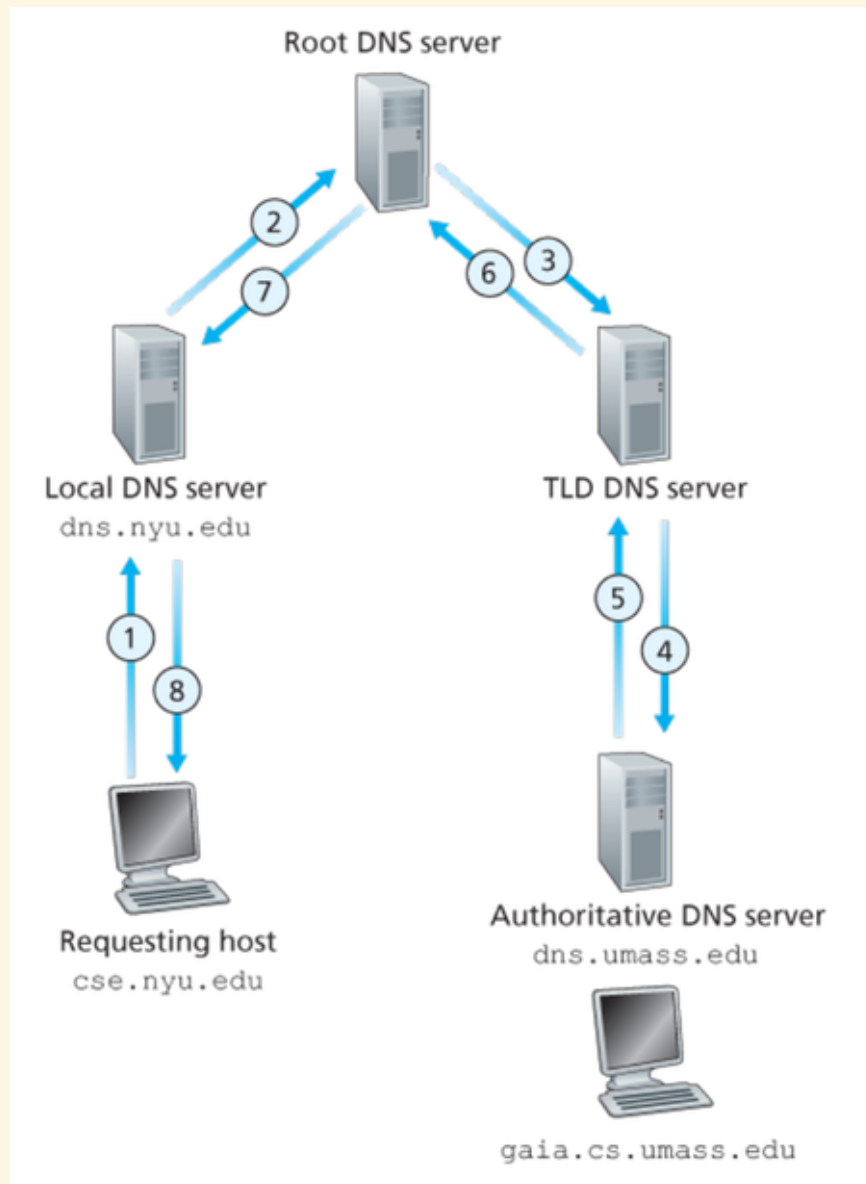 Root DNS server
2
3
7
6
Local DNS server
dns.nyu.edu
TLD DNS server
1
8
5
4
Requesting host
cse.nyu.edu
Authoritative DNS server
dns.umass.edu
gaia.cs.umass.edu